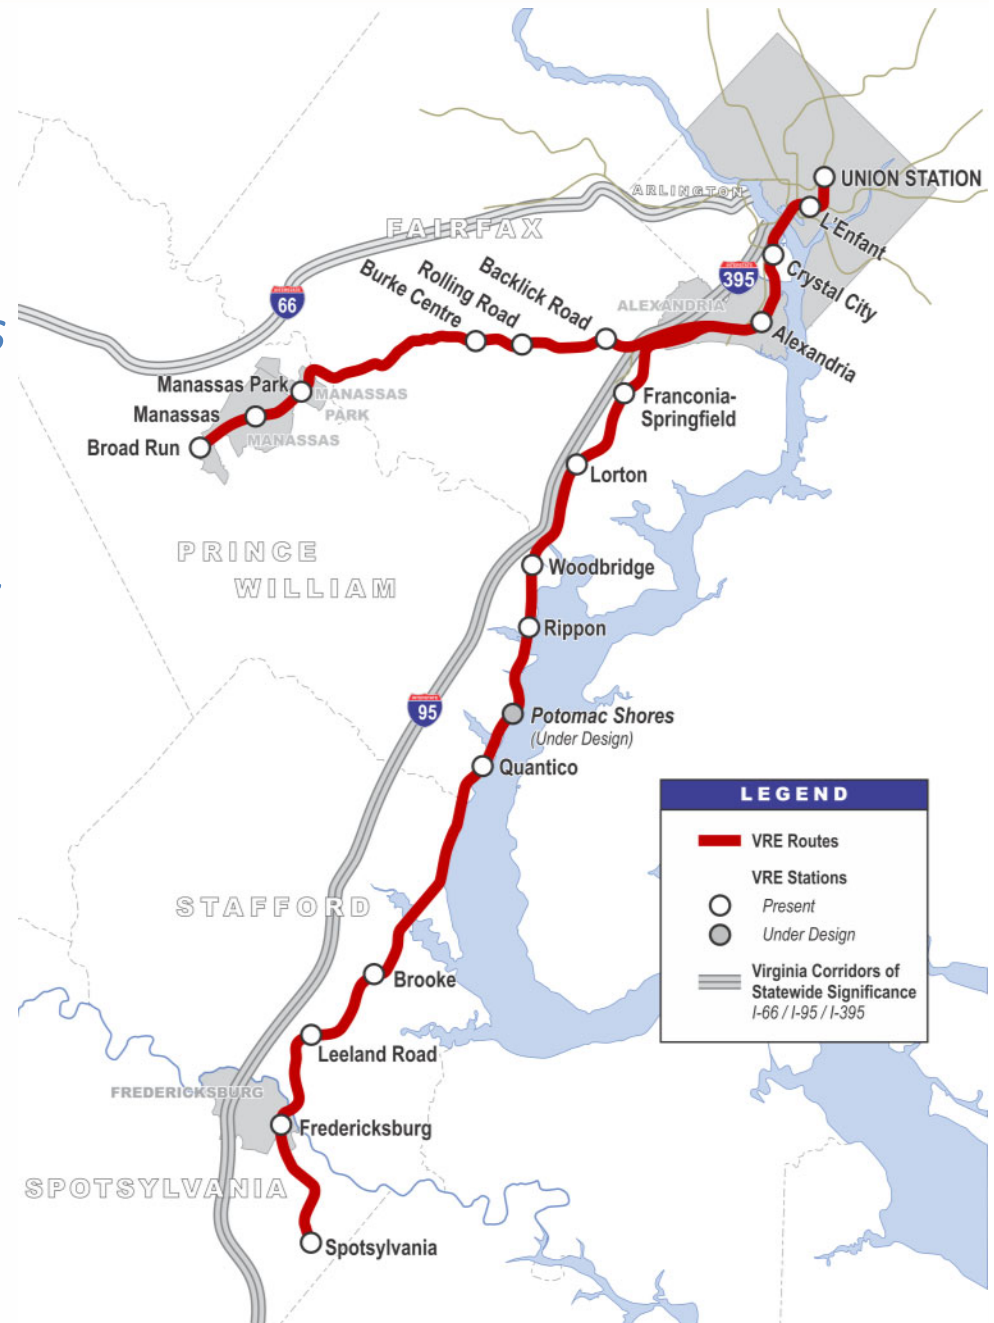 UNION STATION
L'Enfant
Crystal City
Alexandria
ARLINGTON
FAIRFAX
INTERSTATE
66
INTERSTATE
395
ALEXANDRIA
Backlick Road
Rolling Road
Burke Centre
Manassas Park
MANASSAS
PARK
Manassas
MANASSAS
Broad Run
Franconia-
Springfield
Lorton
PRINCE
WILLIAM
Woodbridge
Rippon
INTERSTATE
95
Potomac Shores
(Under Design)
Quantico
STAFFORD
Brooke
Leeland Road
FREDERICKSBURG
Fredericksburg
SPOTSYLVANIA
Spotsylvania
LEGEND
VRE Routes
VRE Stations
Present
Under Design
Virginia Corridors of
Statewide Significance
I-66 / I-95 / I-395